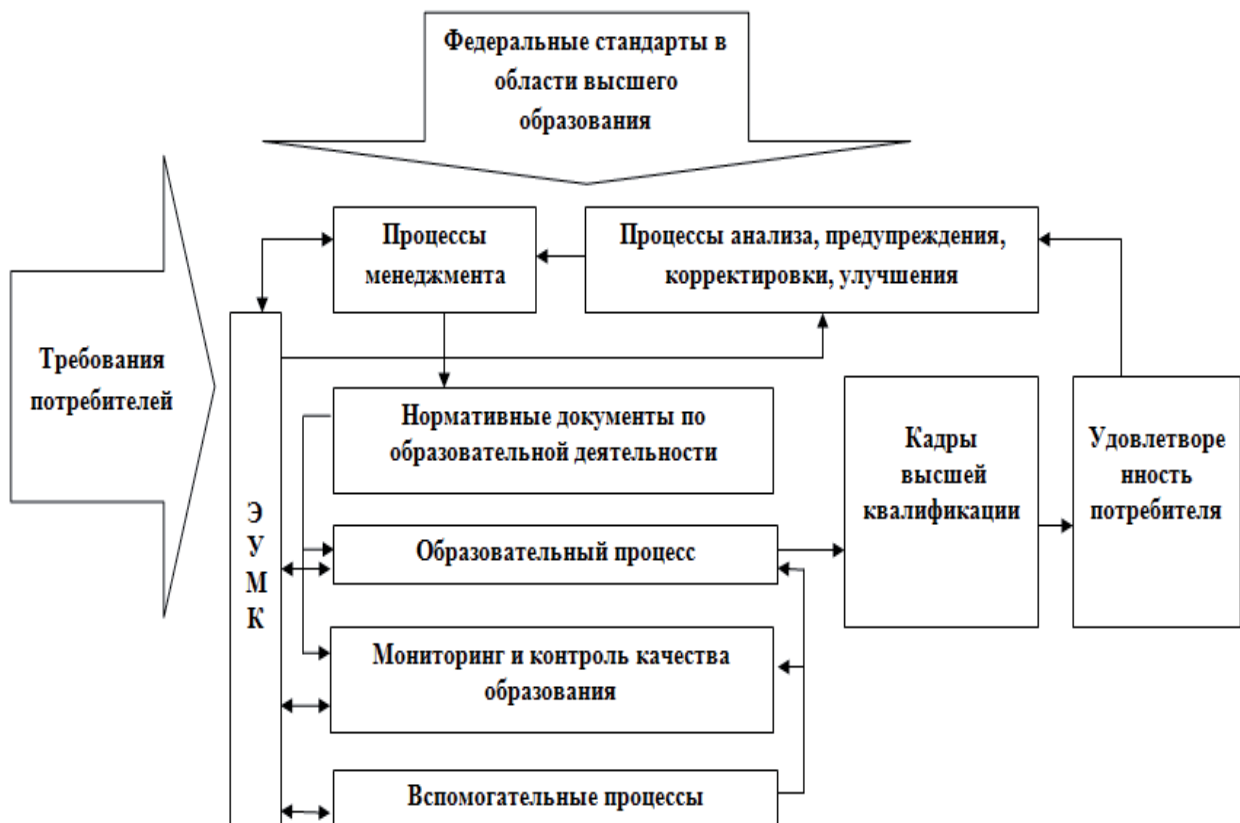 Федеральные стандарты в
области высшего
образования
Процессы
менеджмента
Процессы анализа, предупреждения,
корректировки, улучшения
Требования
потребителей
Нормативные документы по
образовательной деятельности
Кадры
высшей
квалификации
Удовлетворе
нность
потребителя
Э
У
М
К
Образовательный процесс
Мониторинг и контроль качества
образования
Вспомогательные процессы